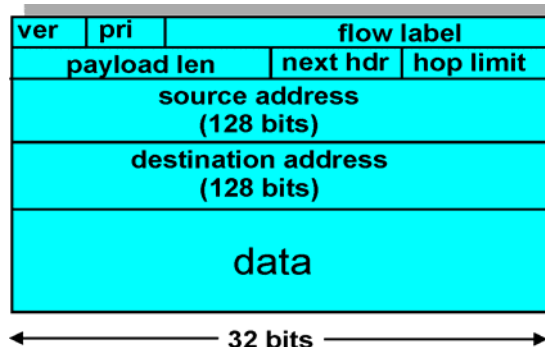 ver pri flow label
payload len next hdr hop limit
source address
(128 bits)
destination address
(128 bits)
data
32 bits